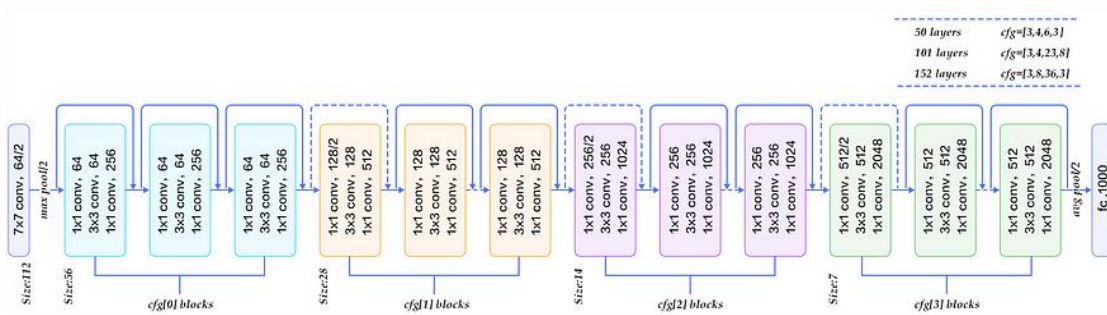 50 layers cfg=[3,4,6,3]
101 layers cfg=[3,4,23,8]
152 layers cfg=[3,8,36,3]
7x7 conv, 64/2
max pool/2
1x1 conv, 64
3x3 conv, 64
1x1 conv, 256
1x1 conv, 64
3x3 conv, 64
1x1 conv, 256
1x1 conv, 64
3x3 conv, 64
1x1 conv, 256
1x1 conv, 128/2
3x3 conv, 128
1x1 conv, 512
1x1 conv, 128
3x3 conv, 128
1x1 conv, 512
1x1 conv, 128
3x3 conv, 128
1x1 conv, 512
1x1 conv, 256/2
3x3 conv, 256
1x1 conv, 1024
1x1 conv, 256
3x3 conv, 256
1x1 conv, 1024
1x1 conv, 256
3x3 conv, 256
1x1 conv, 1024
1x1 conv, 512/2
3x3 conv, 512
1x1 conv, 2048
1x1 conv, 512
3x3 conv, 512
1x1 conv, 2048
1x1 conv, 512
3x3 conv, 512
1x1 conv, 2048
avg pool/2
fc, 1000
Size:112
Size:56
cfg[0] blocks
Size:28
cfg[1] blocks
Size:14
cfg[2] blocks
Size:7
cfg[3] blocks